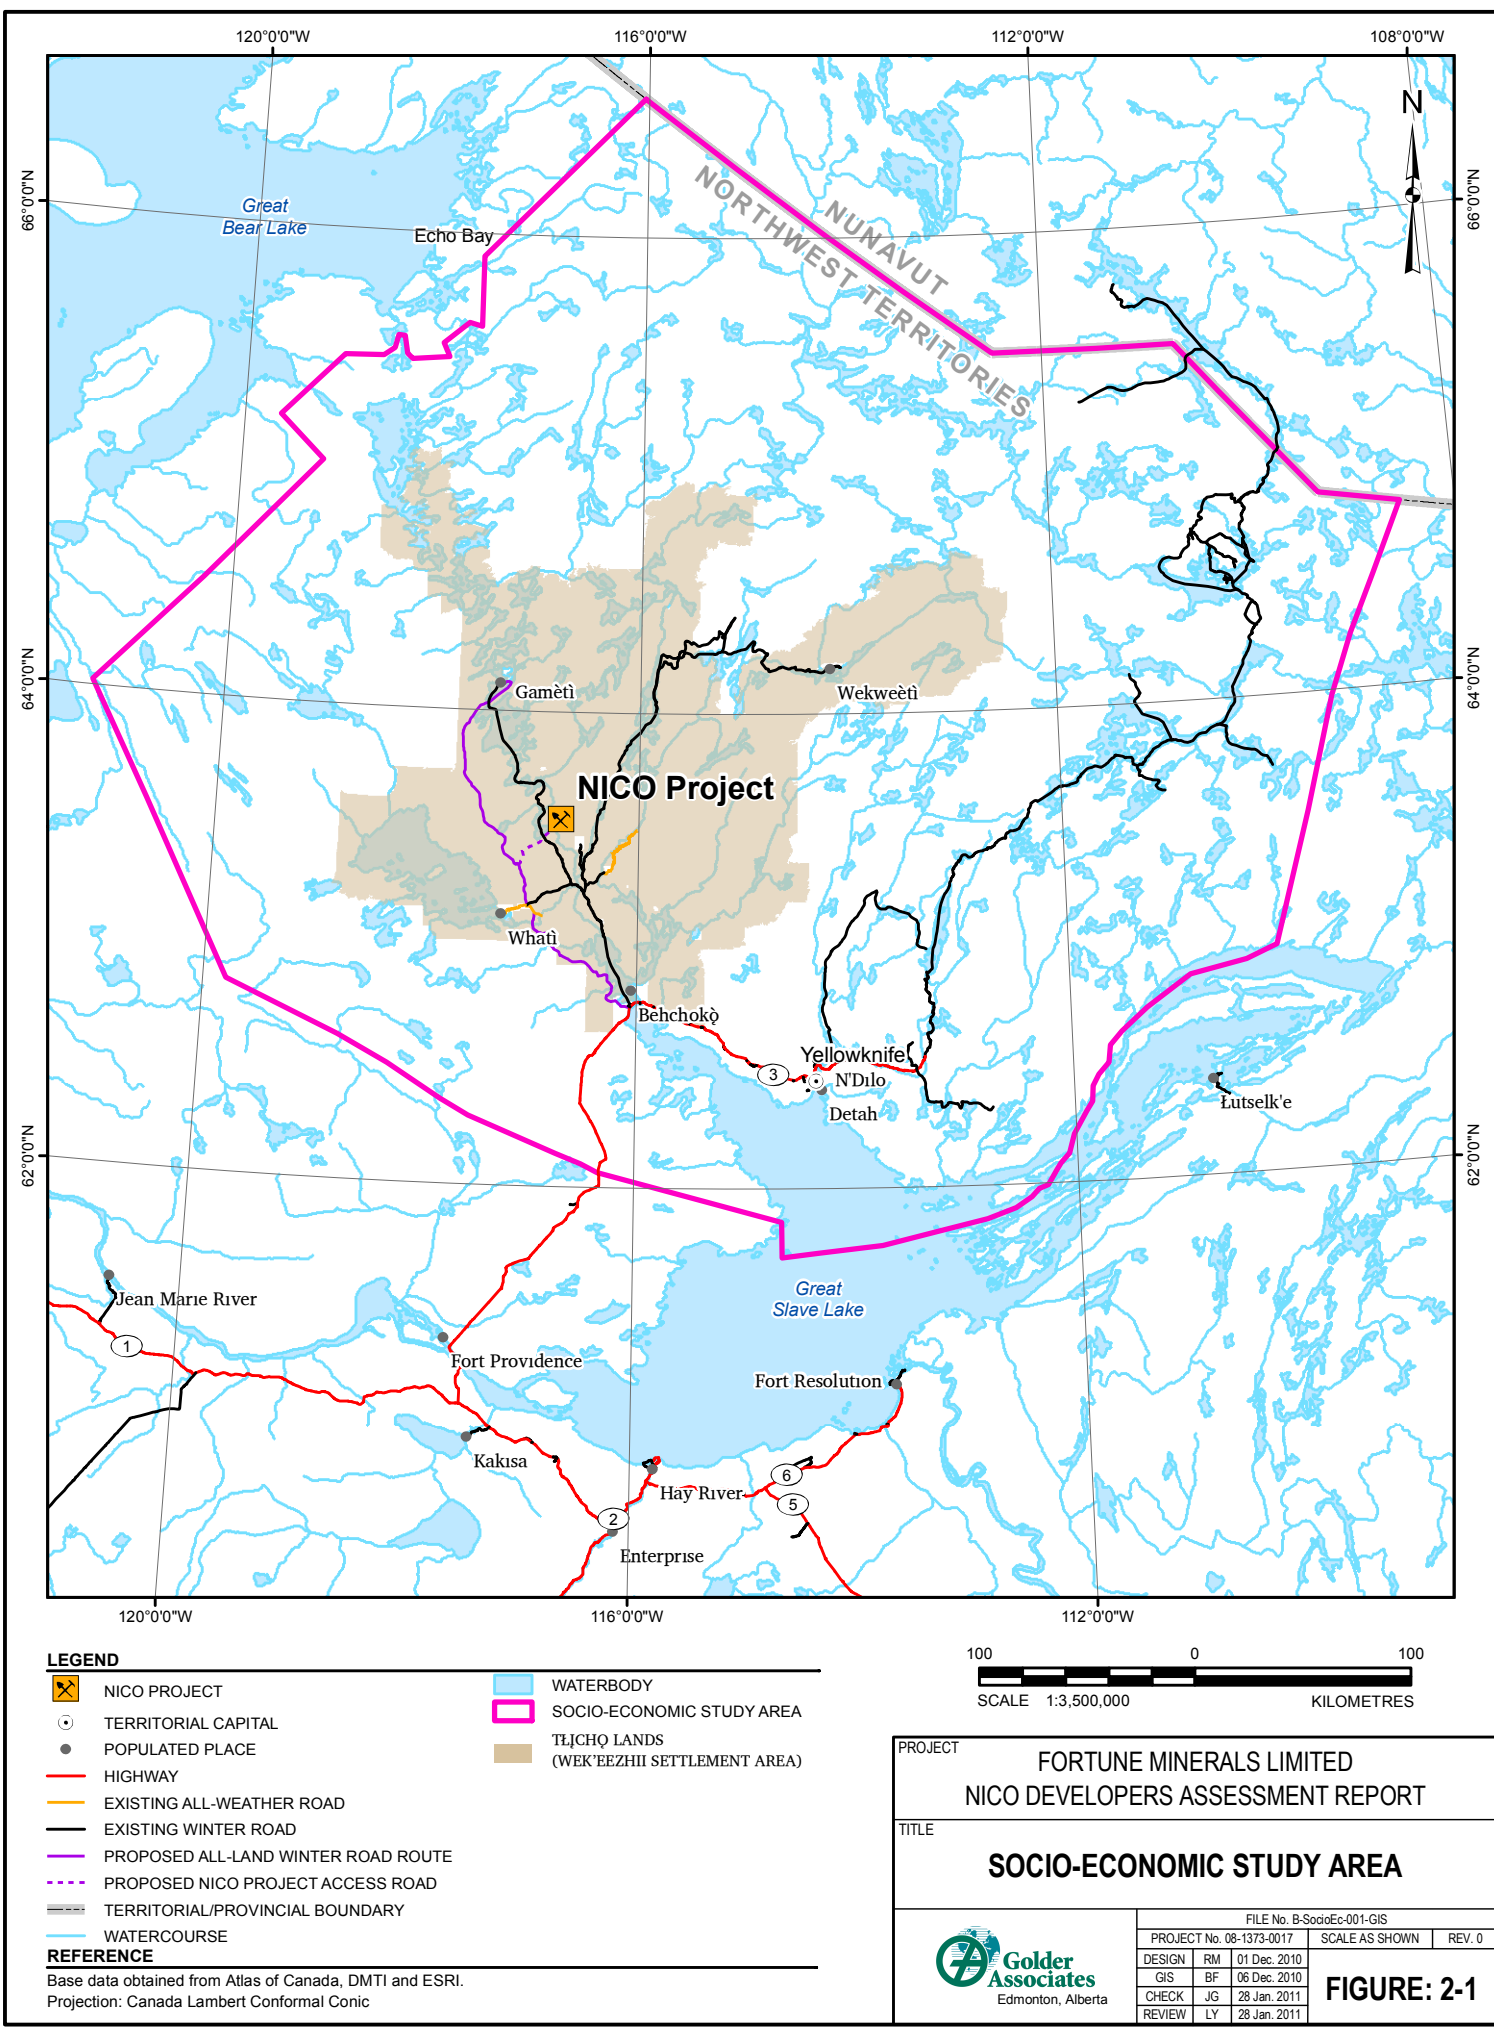 120°0'0"W
116°0'0"W
112°0'0"W
108°0'0"W
N
66°0'0"N
66°0'0"N
Great
Bear Lake
Echo Bay
NUNAVUT
NORTHWEST TERRITORIES
64°0'0"N
64°0'0"N
Gamètì
Wekweètì
NICO Project
Whatì
Behchokǫ̀
Yellowknife
3
N'Dılo
Detah
Łutselk'e
62°0'0"N
62°0'0"N
Great
Slave Lake
Jean Marıe Rıver
1
Fort Provıdence
Fort Resolutıon
Kakısa
6
Hay Rıver
5
2
Enterprıse
120°0'0"W
116°0'0"W
112°0'0"W
LEGEND
NICO PROJECT
TERRITORIAL CAPITAL
POPULATED PLACE
HIGHWAY
EXISTING ALL-WEATHER ROAD
EXISTING WINTER ROAD
PROPOSED ALL-LAND WINTER ROAD ROUTE
PROPOSED NICO PROJECT ACCESS ROAD
TERRITORIAL/PROVINCIAL BOUNDARY
WATERCOURSE
WATERBODY
SOCIO-ECONOMIC STUDY AREA
TŁĮCHǪ LANDS
(WEK'EEZHII SETTLEMENT AREA)
REFERENCE
Base data obtained from Atlas of Canada, DMTI and ESRI.
Projection: Canada Lambert Conformal Conic
100 0 100
SCALE 1:3,500,000 KILOMETRES
PROJECT
FORTUNE MINERALS LIMITED
NICO DEVELOPERS ASSESSMENT REPORT
TITLE
SOCIO-ECONOMIC STUDY AREA
Golder
Associates
Edmonton, Alberta
FILE No. B-SocioEc-001-GIS
PROJECT No. 08-1373-0017 SCALE AS SHOWN REV. 0
DESIGN RM 01 Dec. 2010
GIS BF 06 Dec. 2010
CHECK JG 28 Jan. 2011
REVIEW LY 28 Jan. 2011
FIGURE: 2-1